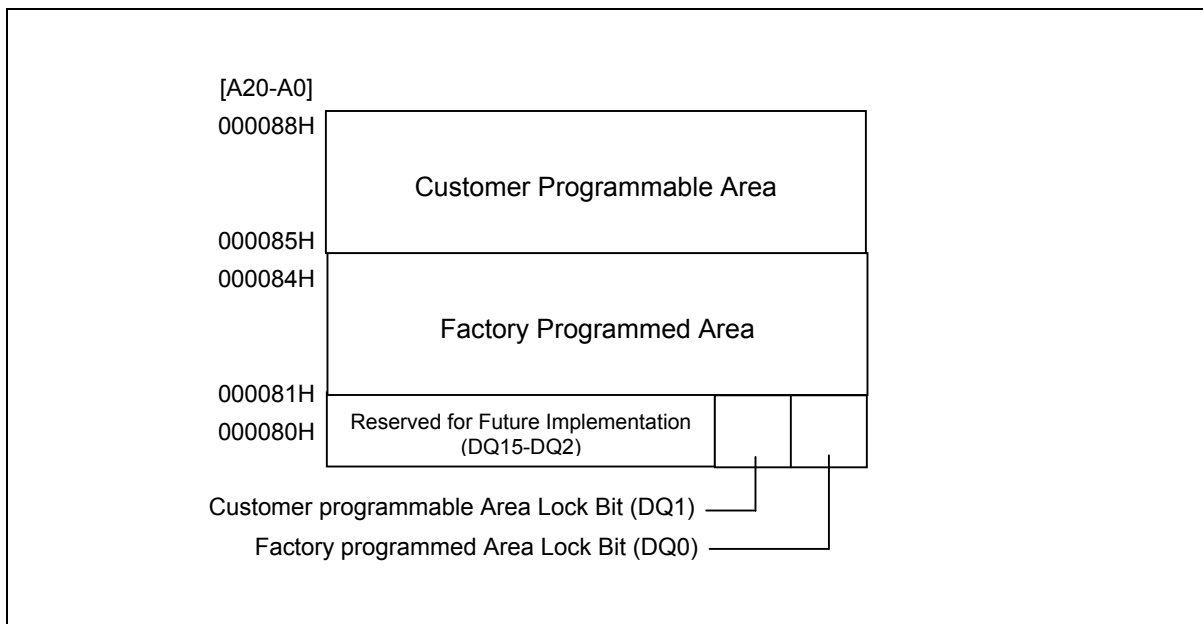 [A20-A0]
000088H
Customer Programmable Area
000085H
000084H
Factory Programmed Area
000081H
000080H
Reserved for Future Implementation
(DQ15-DQ2)
Customer programmable Area Lock Bit (DQ1)
Factory programmed Area Lock Bit (DQ0)